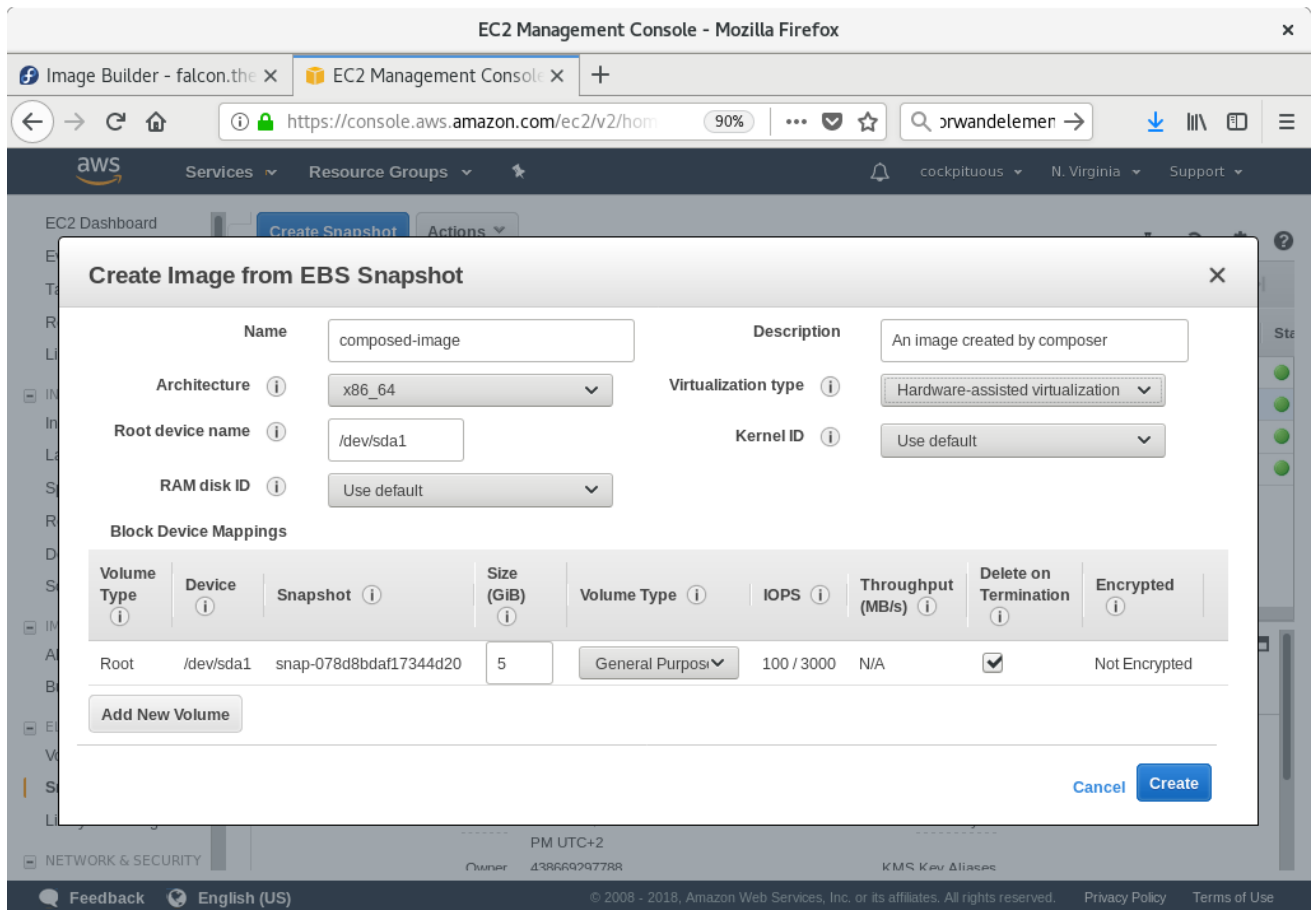 EC2 Management Console - Mozilla Firefox
Image Builder - falcon.the
EC2 Management Console
https://console.aws.amazon.com/ec2/v2/hom
90%
orwandelemen
aws
Services
Resource Groups
cockpituous
N. Virginia
Support
EC2 Dashboard
Create Snapshot
Actions
Create Image from EBS Snapshot
Name
composed-image
Description
An image created by composer
Architecture
x86_64
Virtualization type
Hardware-assisted virtualization
Root device name
/dev/sda1
Kernel ID
Use default
RAM disk ID
Use default
Block Device Mappings
Volume Type
Device
Snapshot
Size (GiB)
Volume Type
IOPS
Throughput (MB/s)
Delete on Termination
Encrypted
Root
/dev/sda1
snap-078d8bdaf17344d20
5
General Purpos
100 / 3000
N/A
Not Encrypted
Add New Volume
Cancel
Create
PM UTC+2
NETWORK & SECURITY
Owner
438669297788
KMS Key Aliases
Feedback
English (US)
© 2008 - 2018, Amazon Web Services, Inc. or its affiliates. All rights reserved.
Privacy Policy
Terms of Use